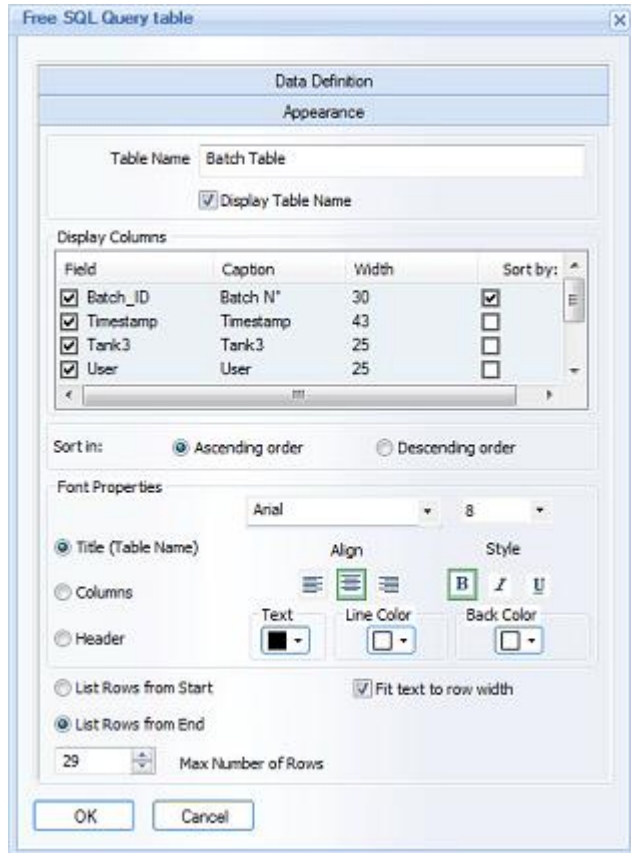 Free SQL Query table
Data Definition
Appearance
Table Name Batch Table
Display Table Name
Display Columns
Field Caption Width Sort by:
Batch_ID Batch N° 30
Timestamp Timestamp 43
Tank3 Tank3 25
User User 25
Sort in: Ascending order Descending order
Font Properties
Arial 8
Title (Table Name) Align Style
Columns B I U
Text Line Color Back Color
Header
List Rows from Start Fit text to row width
List Rows from End
29 Max Number of Rows
OK Cancel